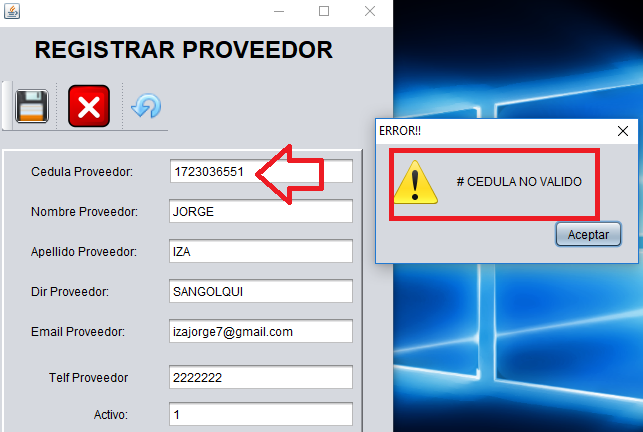 REGISTRAR PROVEEDOR
Cedula Proveedor: 1723036551
Nombre Proveedor: JORGE
Apellido Proveedor: IZA
Dir Proveedor: SANGOLQUI
Email Proveedor: izajorge7@gmail.com
Telf Proveedor 2222222
Activo: 1
ERROR!!
# CEDULA NO VALIDO
Aceptar